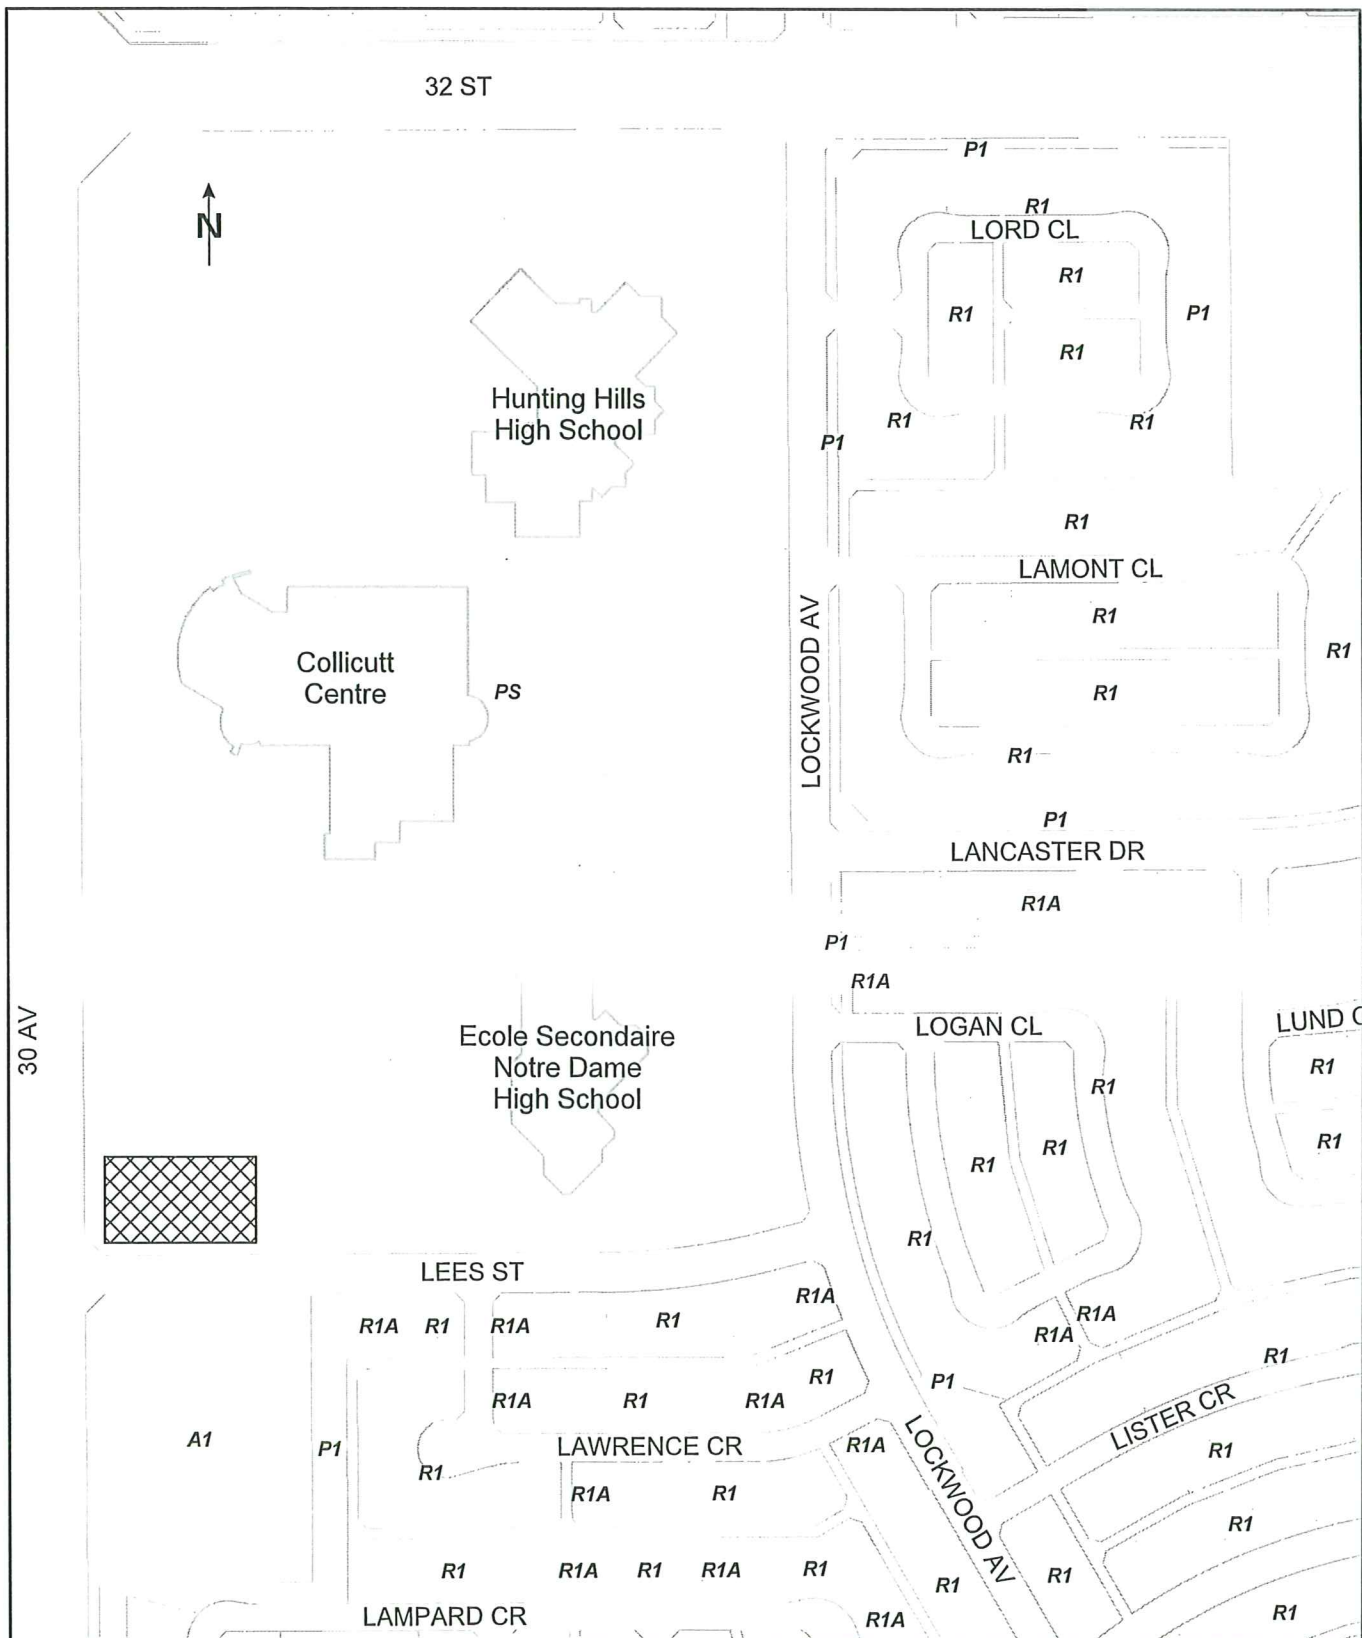 32 ST
P1
N
R1
LORD CL
R1
R1
P1
R1
Hunting Hills
High School
R1
R1
P1
R1
LAMONT CL
R1
R1
Collicutt
Centre
PS
LOCKWOOD AV
R1
R1
P1
LANCASTER DR
R1A
P1
R1A
30 AV
Ecole Secondaire
Notre Dame
High School
LOGAN CL
LUND C
R1
R1
R1
R1
R1
R1
LEES ST
R1A
R1
R1A
R1
R1A
R1A
R1A
R1
R1A
R1
R1A
R1
P1
LISTER CR
A1
P1
LAWRENCE CR
R1A
LOCKWOOD AV
R1
R1
R1A
R1
R1
R1
R1A
R1
R1A
R1
R1
R1
LAMPARD CR
R1A
R1